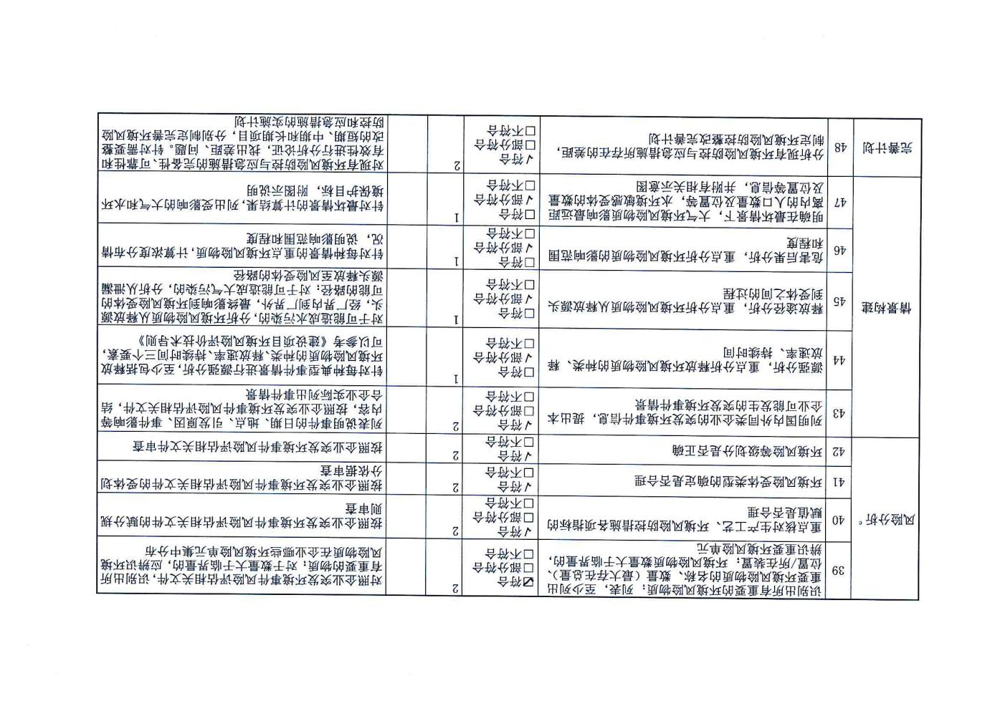 风险分析。
39
识别出所有重要的环境风险物质；列表，至少列出
重要环境风险物质的名称、数量（最大存在总量）、
位置/所在装置；环境风险物质数量大于临界量的，
辨识重要环境风险单元
☑符合
□部分符合
□不符合
2
对照企业突发环境事件风险评估相关文件，识别出所
有重要的物质；对于数量大于临界量的，应辨识环境
风险物质在企业哪些环境风险单元集中分布
40
重点核对生产工艺、环境风险防控措施各项指标的
赋值是否合理
√符合
□部分符合
□不符合
2
按照企业突发环境事件风险评估相关文件的赋分规
则审查
41
环境风险受体类型的确定是否合理
√符合
□不符合
2
按照企业突发环境事件风险评估相关文件的受体划
分依据审查
42
环境风险等级划分是否正确
√符合
□不符合
2
按照企业突发环境事件风险评估相关文件审查
情景构建
43
列明国内外同类企业的突发环境事件信息，提出本
企业可能发生的突发环境事件情景
√符合
□部分符合
□不符合
2
列表说明事件的日期、地点、引发原因、事件影响等
内容，按照企业突发环境事件风险评估相关文件，结
合企业实际列出事件情景
44
源强分析，重点分析释放环境风险物质的种类、释
放速率、持续时间
□符合
√部分符合
□不符合
1
针对每种典型事件情景进行源强分析，至少包括释放
环境风险物质的种类、释放速率、持续时间三个要素，
可以参考《建设项目环境风险评价技术导则》
45
释放途径分析，重点分析环境风险物质从释放源头
到受体之间的过程
□符合
√部分符合
□不符合
1
对于可能造成水污染的，分析环境风险物质从释放源
头，经厂界内到厂界外，最终影响到环境风险受体的
可能的路径；对于可能造成大气污染的，分析从泄漏
源头释放至风险受体的路径
46
危害后果分析，重点分析环境风险物质的影响范围
和程度
□符合
√部分符合
□不符合
1
针对每种情景的重点环境风险物质，计算浓度分布情
况，说明影响范围和程度
47
明确在最坏情景下，大气环境风险物质影响最远距
离内的人口数量及位置等，水环境敏感受体的数量
及位置等信息，并附有相关示意图
□符合
√部分符合
□不符合
1
针对最坏情景的计算结果，列出受影响的大气和水环
境保护目标，附图示说明
完善计划
48
分析现有环境风险防控与应急措施所存在的差距，
制定环境风险防控整改完善计划
√符合
□部分符合
□不符合
2
对现有环境风险防控与应急措施的完备性、可靠性和
有效性进行分析论证，找出差距、问题。针对需要整
改的短期、中期和长期项目，分别制定完善环境风险
防控和应急措施的实施计划